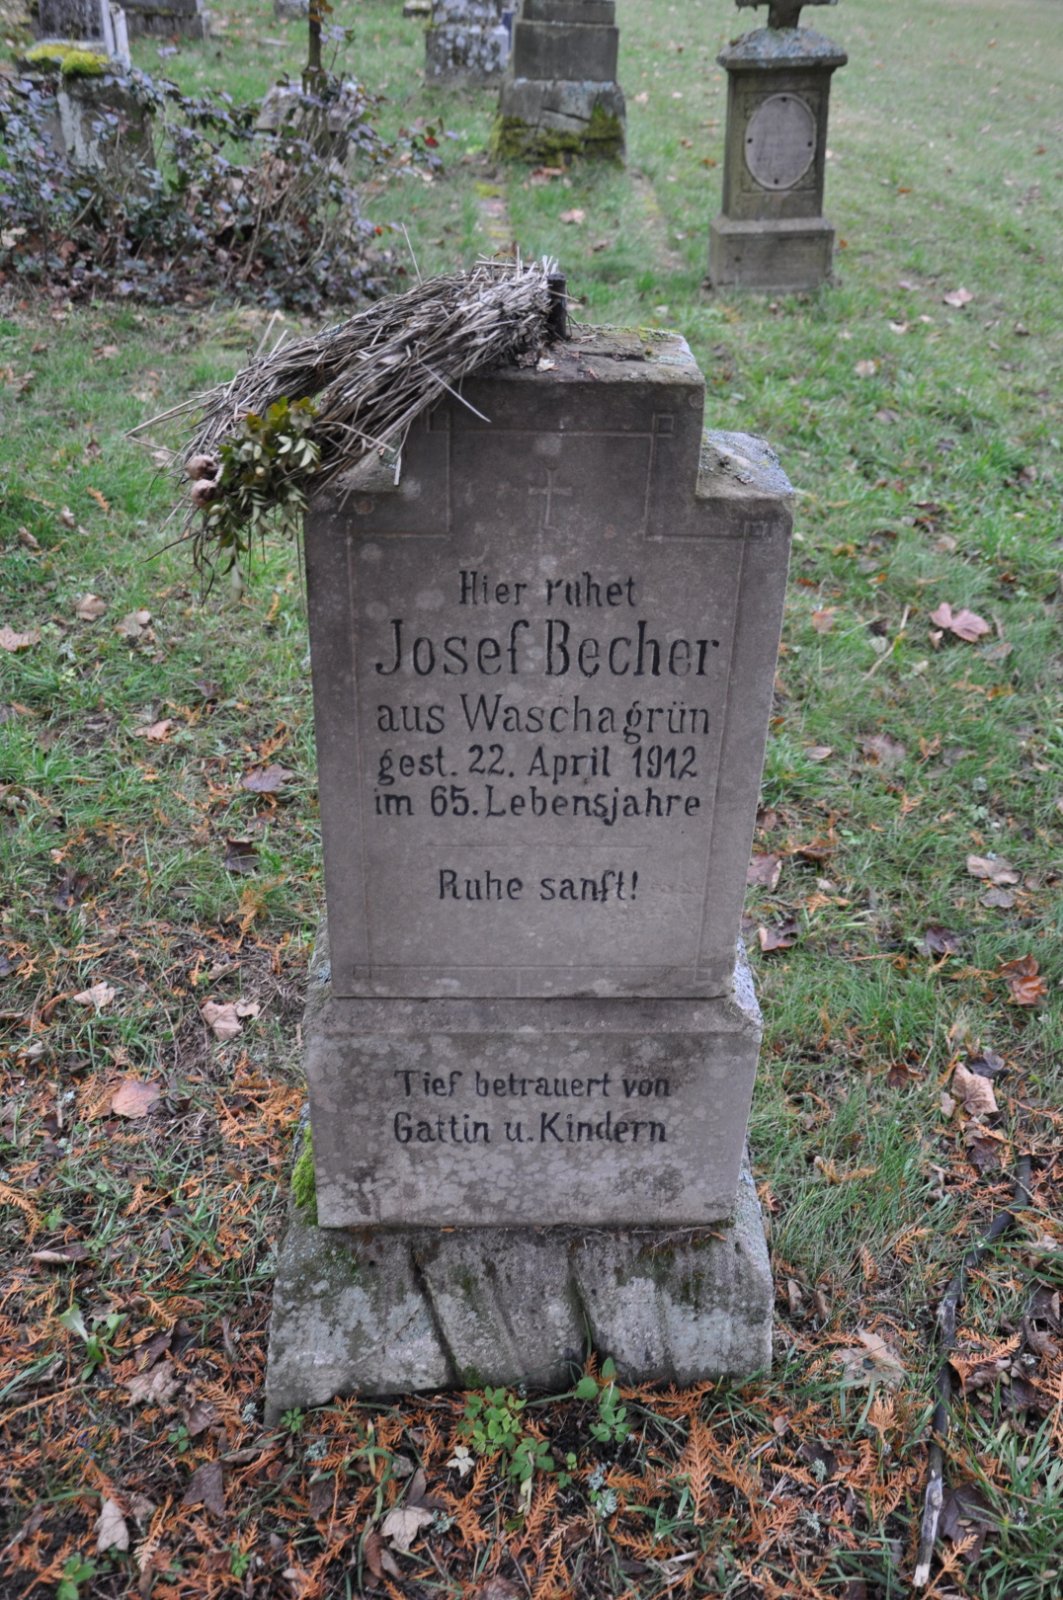 Hier ruhet
Josef Becher
aus Waschagrün
gest. 22. April 1912
im 65. Lebensjahre
Ruhe sanft!
Tief betrauert von
Gattin u. Kindern